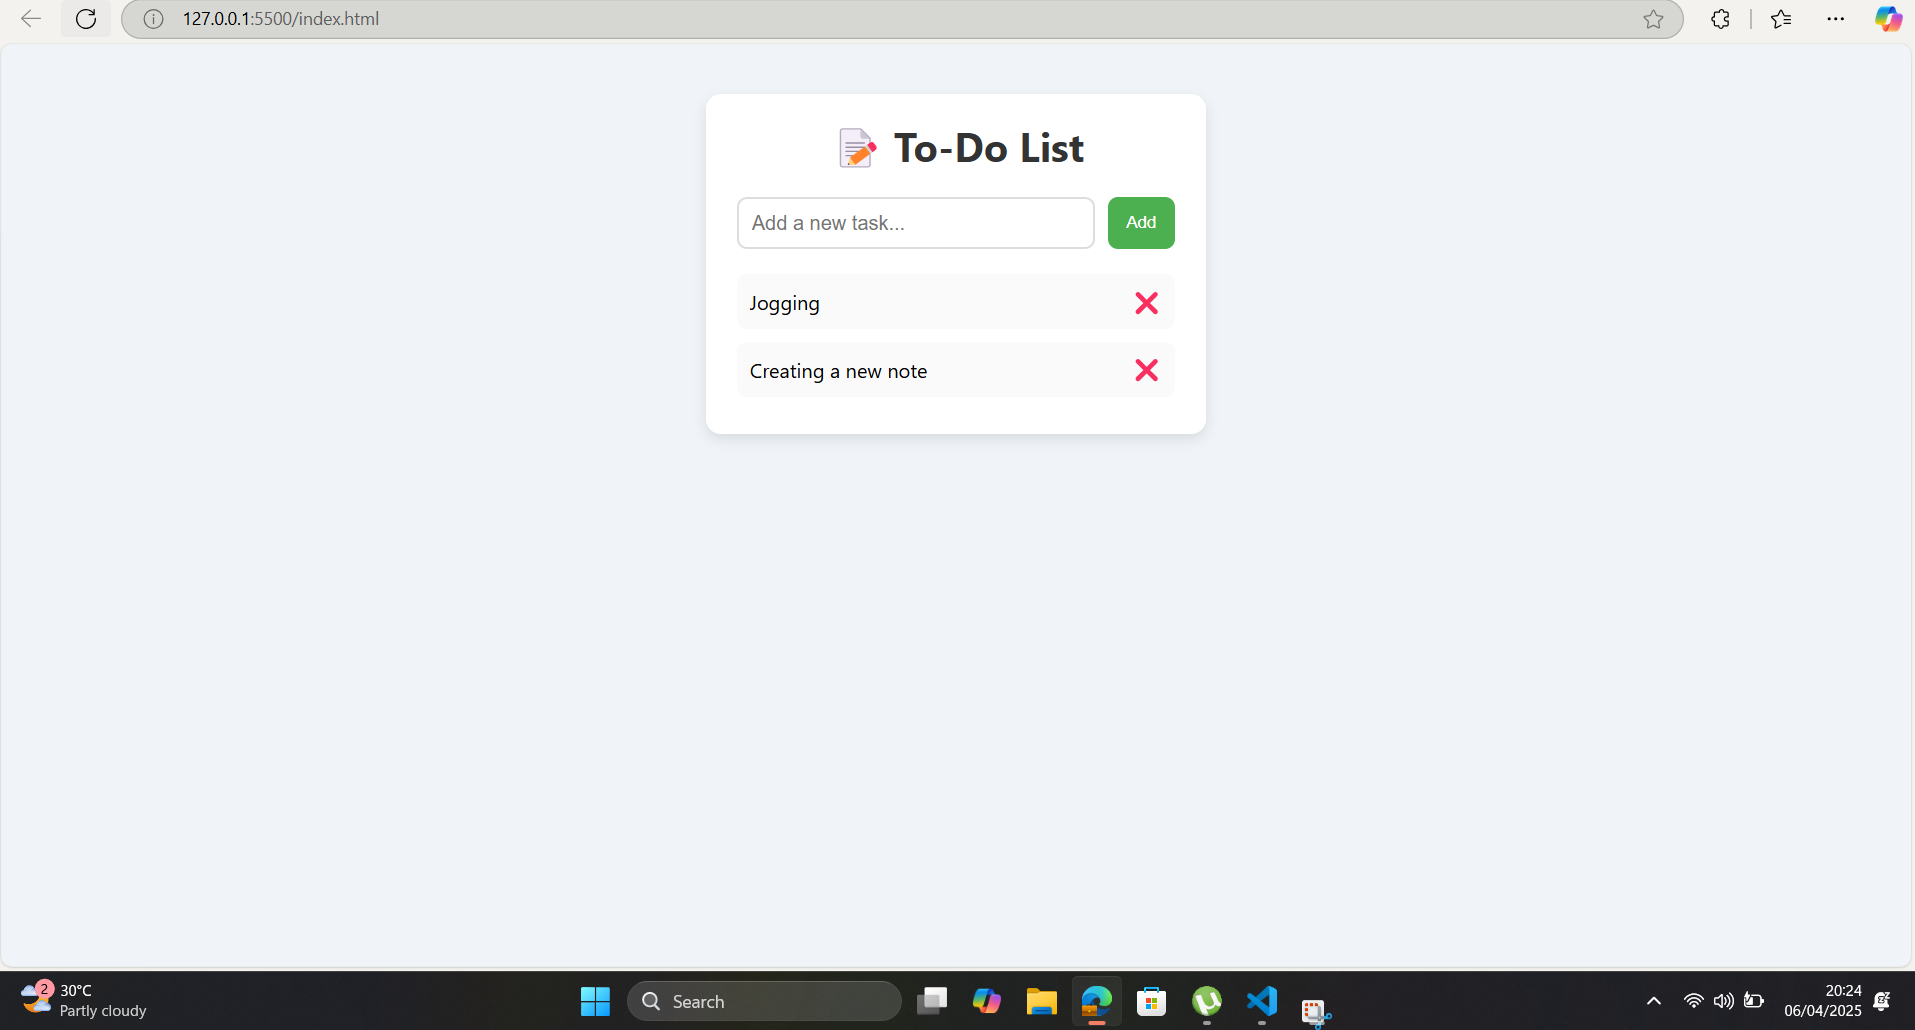 127.0.0.1:5500/index.html
To-Do List
Add a new task...
Add
Jogging
Creating a new note
2
30°C
Partly cloudy
Search
20:24
06/04/2025